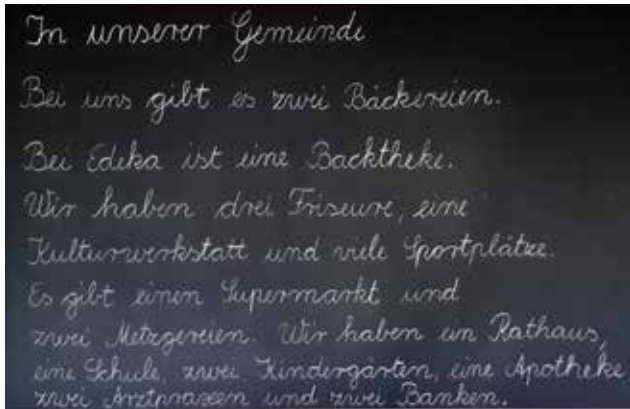 In unserer Gemeinde
Bei uns gibt es zwei Bäckereien.
Bei Edeka ist eine Backtheke.
Wir haben drei Friseure, eine
Kulturwerkstatt und viele Sportplätze.
Es gibt einen Supermarkt und
zwei Metzgereien. Wir haben ein Rathaus,
eine Schule, zwei Kindergärten, eine Apotheke
zwei Arztpraxen und zwei Banken.